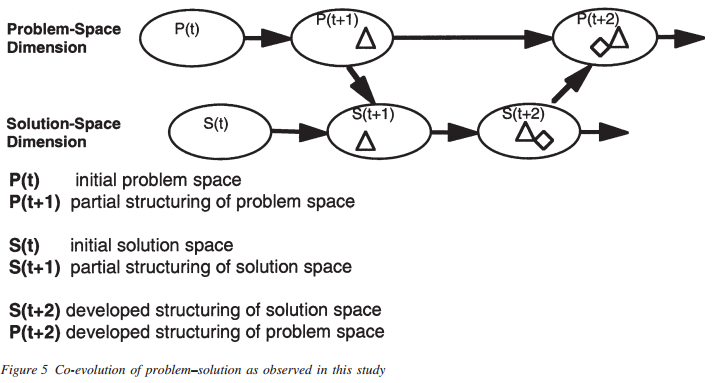 Problem-Space
Dimension
P(t)
P(t+1)
P(t+2)
Solution-Space
Dimension
S(t)
S(t+1)
S(t+2)
P(t) initial problem space
P(t+1) partial structuring of problem space
S(t) initial solution space
S(t+1) partial structuring of solution space
S(t+2) developed structuring of solution space
P(t+2) developed structuring of problem space
Figure 5 Co-evolution of problem–solution as observed in this study